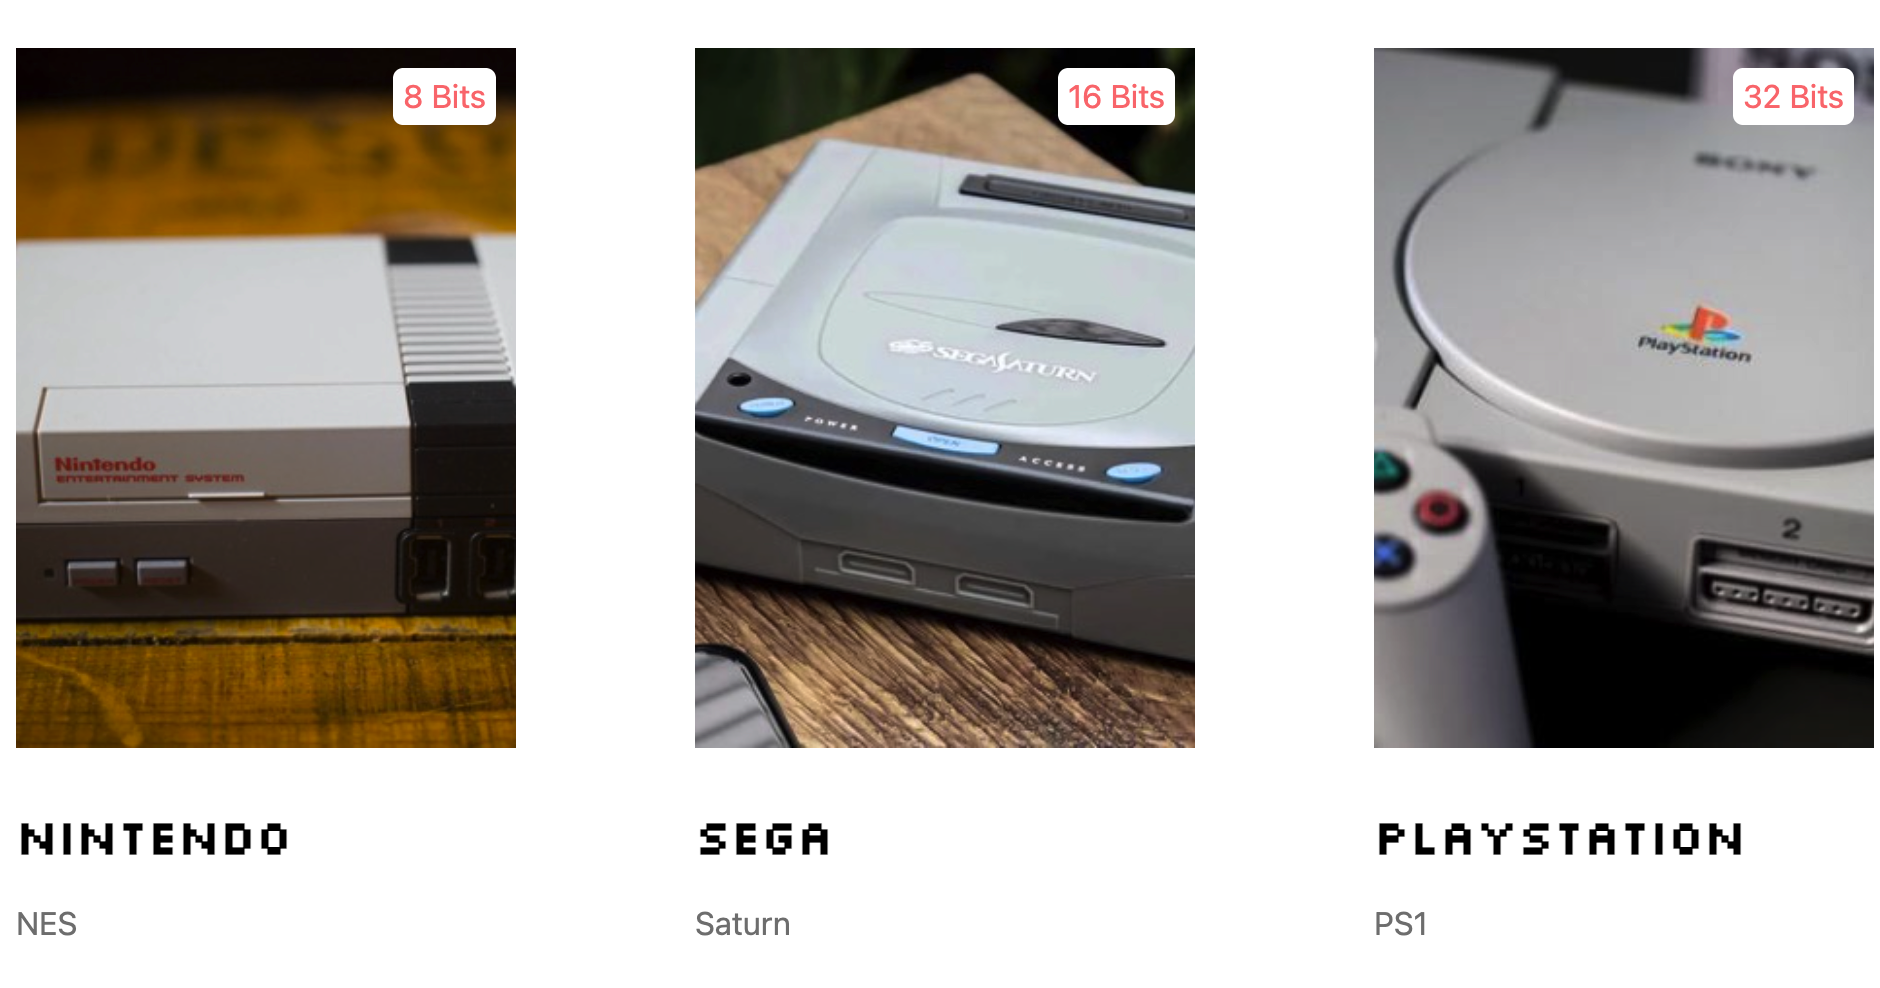 8 Bits
Nintendo
ENTERTAINMENT SYSTEM
NINTENDO
NES
16 Bits
SEGA SATURN
POWER
OPEN
ACCESS
SEGA
Saturn
32 Bits
SONY
PlayStation
1
2
PLAYSTATION
PS1